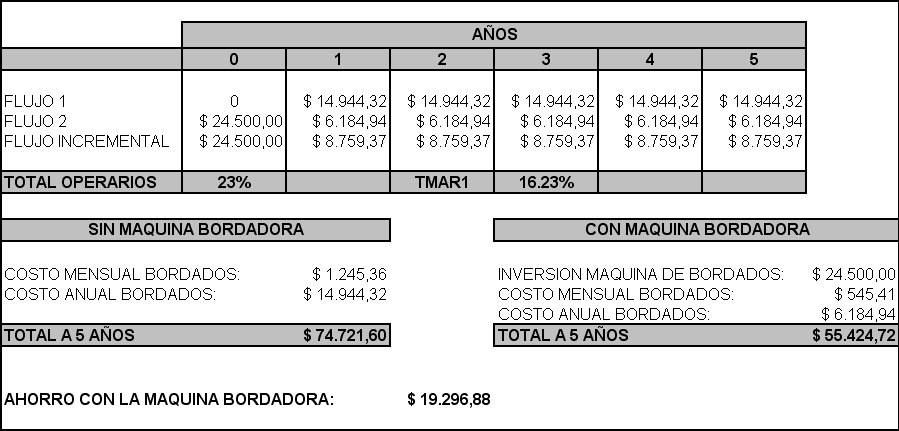 AÑOS
0 1 2 3 4 5
FLUJO 1 0 $ 14.944,32 $ 14.944,32 $ 14.944,32 $ 14.944,32 $ 14.944,32
FLUJO 2 $ 24.500,00 $ 6.184,94 $ 6.184,94 $ 6.184,94 $ 6.184,94 $ 6.184,94
FLUJO INCREMENTAL $ 24.500,00 $ 8.759,37 $ 8.759,37 $ 8.759,37 $ 8.759,37 $ 8.759,37
TOTAL OPERARIOS 23% TMAR1 16.23%
SIN MAQUINA BORDADORA CON MAQUINA BORDADORA
COSTO MENSUAL BORDADOS: $ 1.245,36 INVERSION MAQUINA DE BORDADOS: $ 24.500,00
COSTO ANUAL BORDADOS: $ 14.944,32 COSTO MENSUAL BORDADOS: $ 545,41
COSTO ANUAL BORDADOS: $ 6.184,94
TOTAL A 5 AÑOS $ 74.721,60 TOTAL A 5 AÑOS $ 55.424,72
AHORRO CON LA MAQUINA BORDADORA: $ 19.296,88